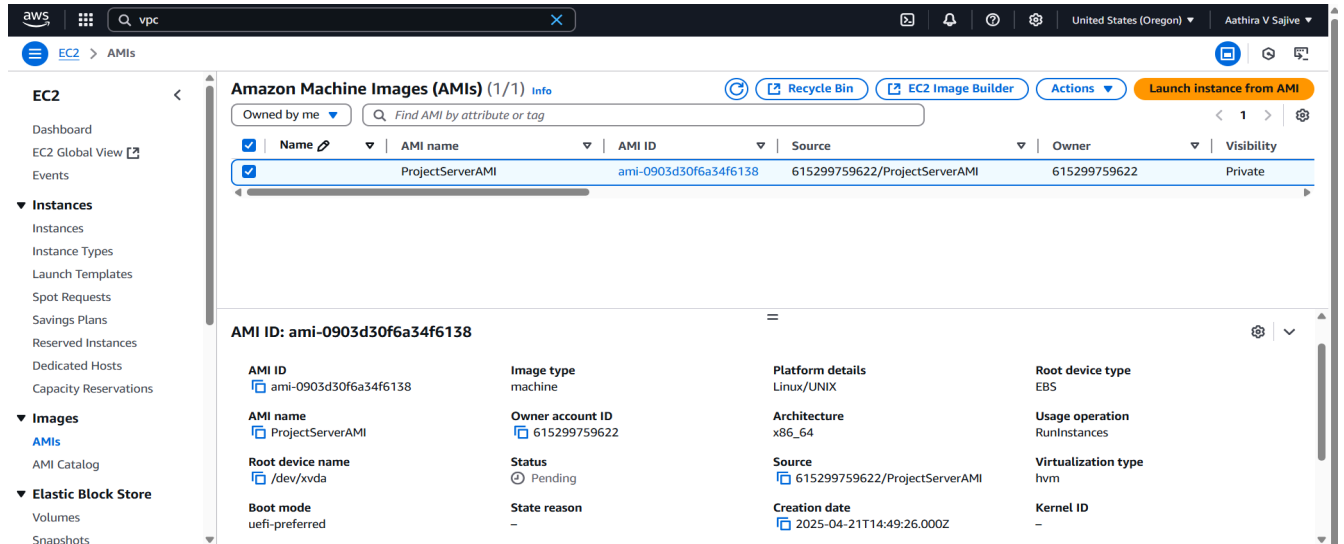 aws
vpc
United States (Oregon)
Aathira V Sajive
EC2 > AMIs
EC2
Dashboard
EC2 Global View
Events
Instances
Instances
Instance Types
Launch Templates
Spot Requests
Savings Plans
Reserved Instances
Dedicated Hosts
Capacity Reservations
Images
AMIs
AMI Catalog
Elastic Block Store
Volumes
Snapshots
Amazon Machine Images (AMIs) (1/1) Info
Recycle Bin
EC2 Image Builder
Actions
Launch instance from AMI
Owned by me
Find AMI by attribute or tag
< 1 >
Name | AMI name | AMI ID | Source | Owner | Visibility
ProjectServerAMI ami-0903d30f6a34f6138 615299759622/ProjectServerAMI 615299759622 Private
AMI ID: ami-0903d30f6a34f6138
AMI ID Image type Platform details Root device type
ami-0903d30f6a34f6138 machine Linux/UNIX EBS
AMI name Owner account ID Architecture Usage operation
ProjectServerAMI 615299759622 x86_64 RunInstances
Root device name Status Source Virtualization type
/dev/xvda Pending 615299759622/ProjectServerAMI hvm
Boot mode State reason Creation date Kernel ID
uefi-preferred – 2025-04-21T14:49:26.000Z –